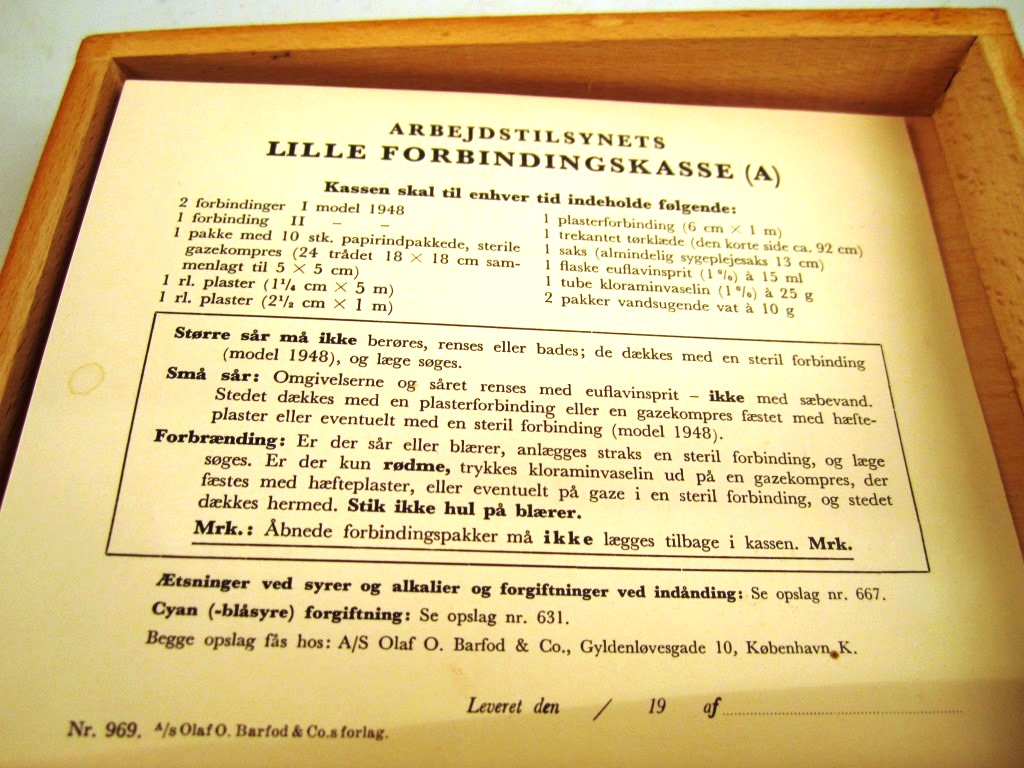 ARBEJDSTILSYNETS
LILLE FORBINDINGSKASSE (A)
Kassen skal til enhver tid indeholde følgende:
2 forbindinger I model 1948
1 forbinding II – –
1 pakke med 10 stk. papirindpakkede, sterile
gazekompres (24 trådet 18 × 18 cm sam-
menlagt til 5 × 5 cm)
1 rl. plaster (1¼ cm × 5 m)
1 rl. plaster (2½ cm × 1 m)
1 plasterforbinding (6 cm × 1 m)
1 trekantet tørklæde (den korte side ca. 92 cm)
1 saks (almindelig sygeplejesaks 13 cm)
1 flaske euflavinsprit (1 ‰) à 15 ml
1 tube kloraminvaselin (1 %) à 25 g
2 pakker vandsugende vat à 10 g
Større sår må ikke berøres, renses eller bades; de dækkes med en steril forbinding
(model 1948), og læge søges.
Små sår: Omgivelserne og såret renses med euflavinsprit – ikke med sæbevand.
Stedet dækkes med en plasterforbinding eller en gazekompres fæstet med hæfte-
plaster eller eventuelt med en steril forbinding (model 1948).
Forbrænding: Er der sår eller blærer, anlægges straks en steril forbinding, og læge
søges. Er der kun rødme, trykkes kloraminvaselin ud på en gazekompres, der
fæstes med hæfteplaster, eller eventuelt på gaze i en steril forbinding, og stedet
dækkes hermed. Stik ikke hul på blærer.
Mrk.: Åbnede forbindingspakker må ikke lægges tilbage i kassen. Mrk.
Ætsninger ved syrer og alkalier og forgiftninger ved indånding: Se opslag nr. 667.
Cyan (-blåsyre) forgiftning: Se opslag nr. 631.
Begge opslag fås hos: A/S Olaf O. Barfod & Co., Gyldenløvesgade 10, København K.
Leveret den / 19 af
Nr. 969. A/s Olaf O. Barfod & Co.s forlag.